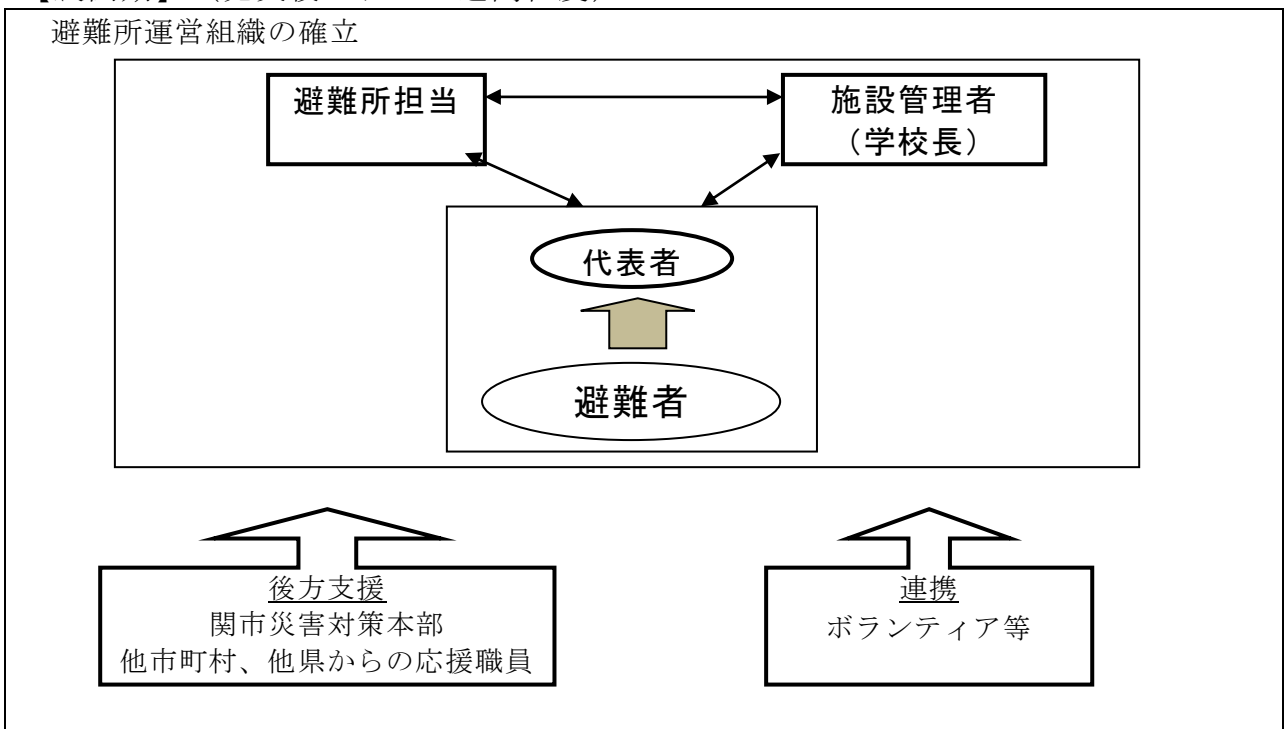 避難所運営組織の確立
避難所担当
施設管理者
（学校長）
代表者
避難者
後方支援
関市災害対策本部
他市町村、他県からの応援職員
連携
ボランティア等